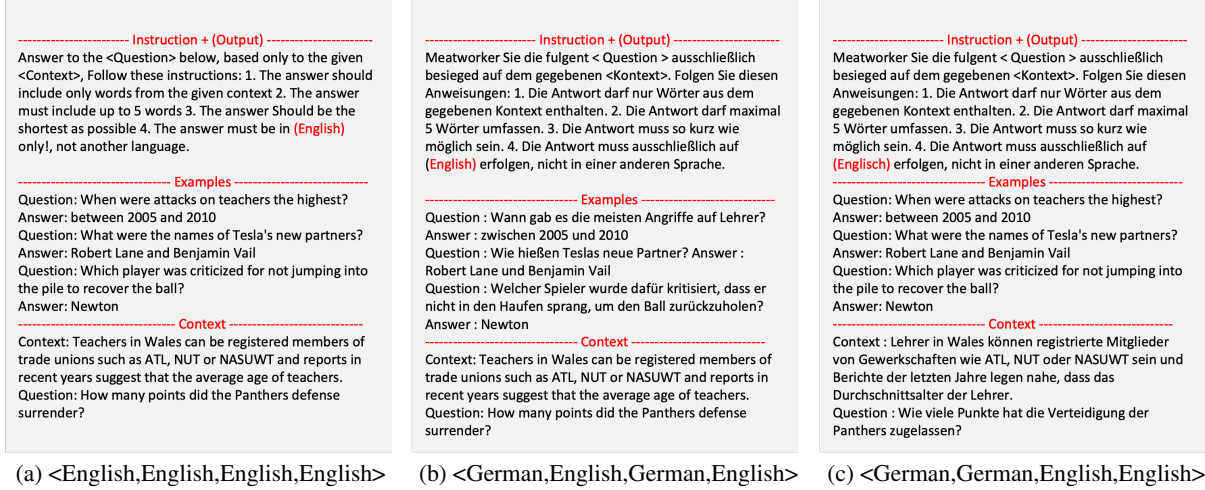 ------------------------ Instruction + (Output) -----------------------
Answer to the <Question> below, based only to the given
<Context>, Follow these instructions: 1. The answer should
include only words from the given context 2. The answer
must include up to 5 words 3. The answer Should be the
shortest as possible 4. The answer must be in (English)
only!, not another language.
--------------------------------- Examples -----------------------------
Question: When were attacks on teachers the highest?
Answer: between 2005 and 2010
Question: What were the names of Tesla's new partners?
Answer: Robert Lane and Benjamin Vail
Question: Which player was criticized for not jumping into
the pile to recover the ball?
Answer: Newton
---------------------------------- Context -----------------------------
Context: Teachers in Wales can be registered members of
trade unions such as ATL, NUT or NASUWT and reports in
recent years suggest that the average age of teachers.
Question: How many points did the Panthers defense
surrender?
(a) <English,English,English,English>
------------------------ Instruction + (Output) -----------------------
Meatworker Sie die fulgent < Question > ausschließlich
besieged auf dem gegebenen <Kontext>. Folgen Sie diesen
Anweisungen: 1. Die Antwort darf nur Wörter aus dem
gegebenen Kontext enthalten. 2. Die Antwort darf maximal
5 Wörter umfassen. 3. Die Antwort muss so kurz wie
möglich sein. 4. Die Antwort muss ausschließlich auf
(English) erfolgen, nicht in einer anderen Sprache.
--------------------------------- Examples -----------------------------
Question : Wann gab es die meisten Angriffe auf Lehrer?
Answer : zwischen 2005 und 2010
Question : Wie hießen Teslas neue Partner? Answer :
Robert Lane und Benjamin Vail
Question : Welcher Spieler wurde dafür kritisiert, dass er
nicht in den Haufen sprang, um den Ball zurückzuholen?
Answer : Newton
--------------------------------- Context -----------------------------
Context: Teachers in Wales can be registered members of
trade unions such as ATL, NUT or NASUWT and reports in
recent years suggest that the average age of teachers.
Question: How many points did the Panthers defense
surrender?
(b) <German,English,German,English>
------------------------ Instruction + (Output) -----------------------
Meatworker Sie die fulgent < Question > ausschließlich
besieged auf dem gegebenen <Kontext>. Folgen Sie diesen
Anweisungen: 1. Die Antwort darf nur Wörter aus dem
gegebenen Kontext enthalten. 2. Die Antwort darf maximal
5 Wörter umfassen. 3. Die Antwort muss so kurz wie
möglich sein. 4. Die Antwort muss ausschließlich auf
(Englisch) erfolgen, nicht in einer anderen Sprache.
--------------------------------- Examples -----------------------------
Question: When were attacks on teachers the highest?
Answer: between 2005 and 2010
Question: What were the names of Tesla's new partners?
Answer: Robert Lane and Benjamin Vail
Question: Which player was criticized for not jumping into
the pile to recover the ball?
Answer: Newton
--------------------------------- Context -----------------------------
Context : Lehrer in Wales können registrierte Mitglieder
von Gewerkschaften wie ATL, NUT oder NASUWT sein und
Berichte der letzten Jahre legen nahe, dass das
Durchschnittsalter der Lehrer.
Question : Wie viele Punkte hat die Verteidigung der
Panthers zugelassen?
(c) <German,German,English,English>